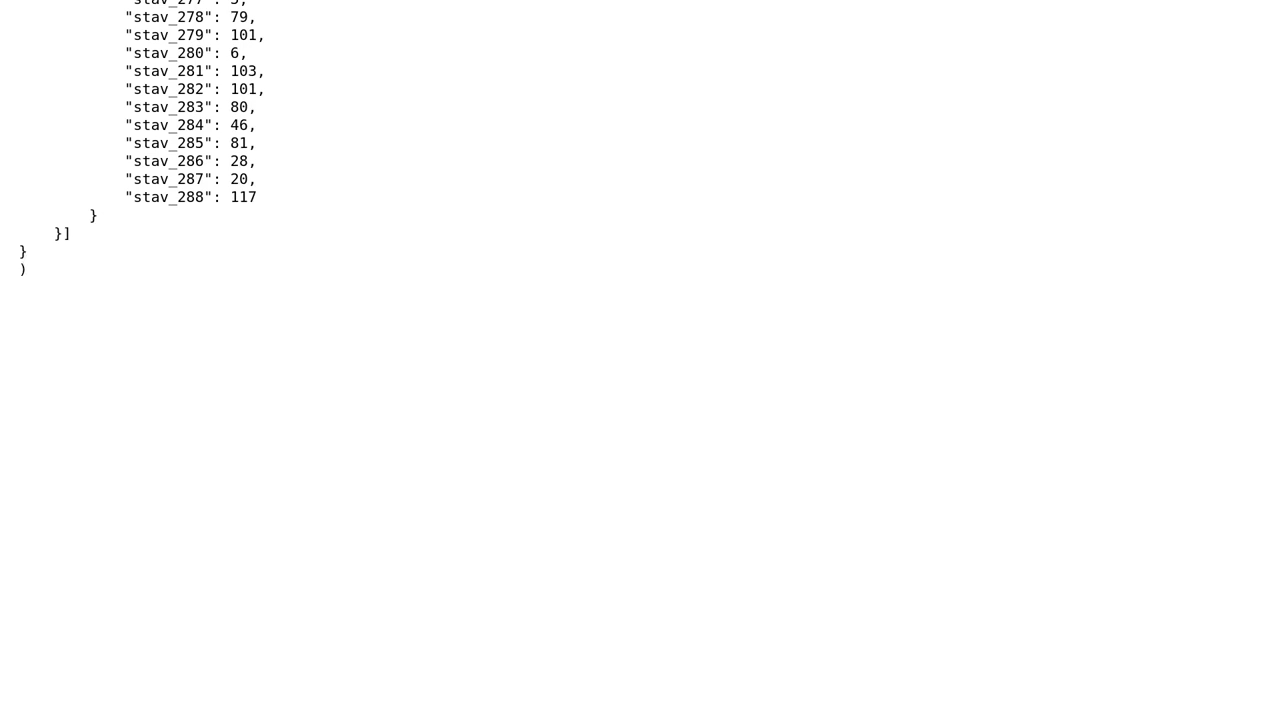 "stav_278": 79,
"stav_279": 101,
"stav_280": 6,
"stav_281": 103,
"stav_282": 101,
"stav_283": 80,
"stav_284": 46,
"stav_285": 81,
"stav_286": 28,
"stav_287": 20,
"stav_288": 117
}
}]
}
)